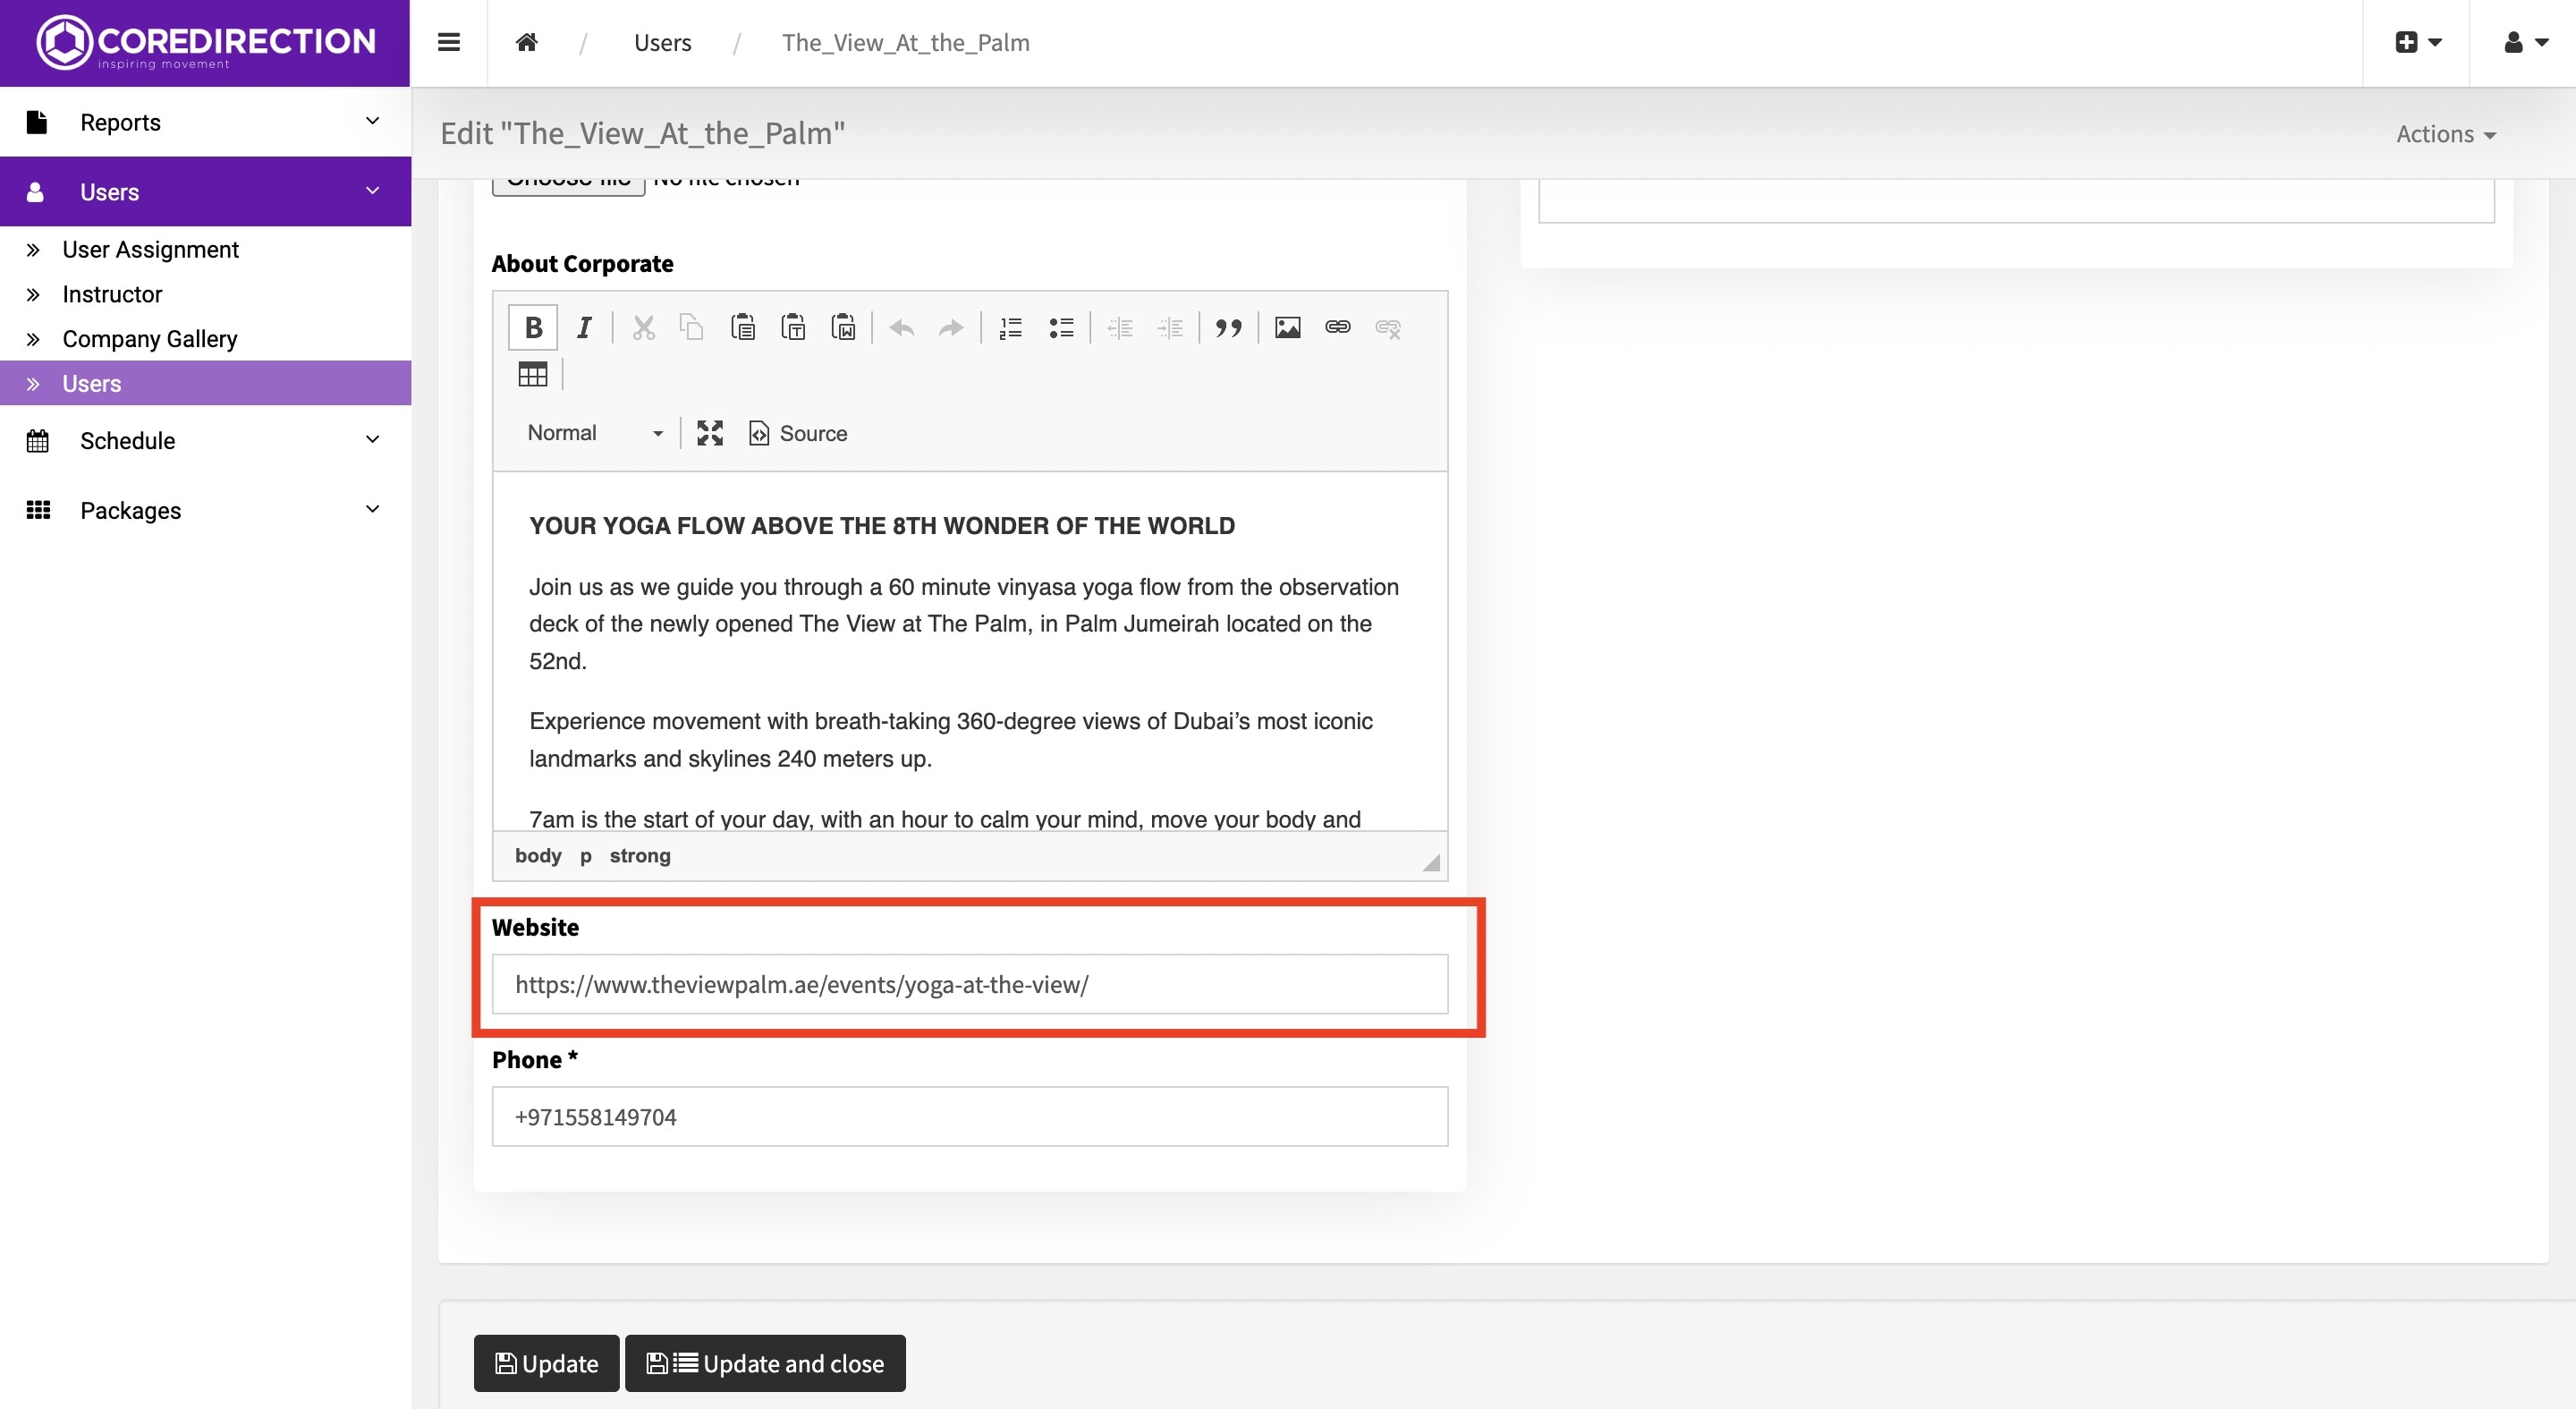 COREDIRECTION
inspiring movement
/ Users / The_View_At_the_Palm
Reports
Users
User Assignment
Instructor
Company Gallery
Users
Schedule
Packages
Edit "The_View_At_the_Palm"
Actions
Choose file No file chosen
About Corporate
B I
Normal Source
YOUR YOGA FLOW ABOVE THE 8TH WONDER OF THE WORLD
Join us as we guide you through a 60 minute vinyasa yoga flow from the observation
deck of the newly opened The View at The Palm, in Palm Jumeirah located on the
52nd.
Experience movement with breath-taking 360-degree views of Dubai’s most iconic
landmarks and skylines 240 meters up.
7am is the start of your day, with an hour to calm your mind, move your body and
body p strong
Website
https://www.theviewpalm.ae/events/yoga-at-the-view/
Phone *
+971558149704
Update Update and close